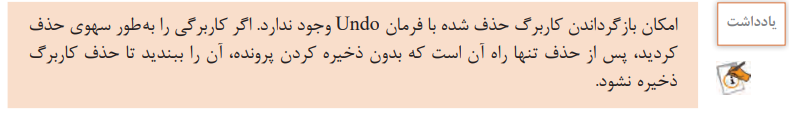 یادداشت
امکان بازگرداندن کاربرگ حذف شده با فرمان Undo وجود ندارد. اگر کاربرگی را به‌طور سهوی حذف
کردید، پس از حذف تنها راه آن است که بدون ذخیره کردن پرونده، آن را ببندید تا حذف کاربرگ
ذخیره نشود.